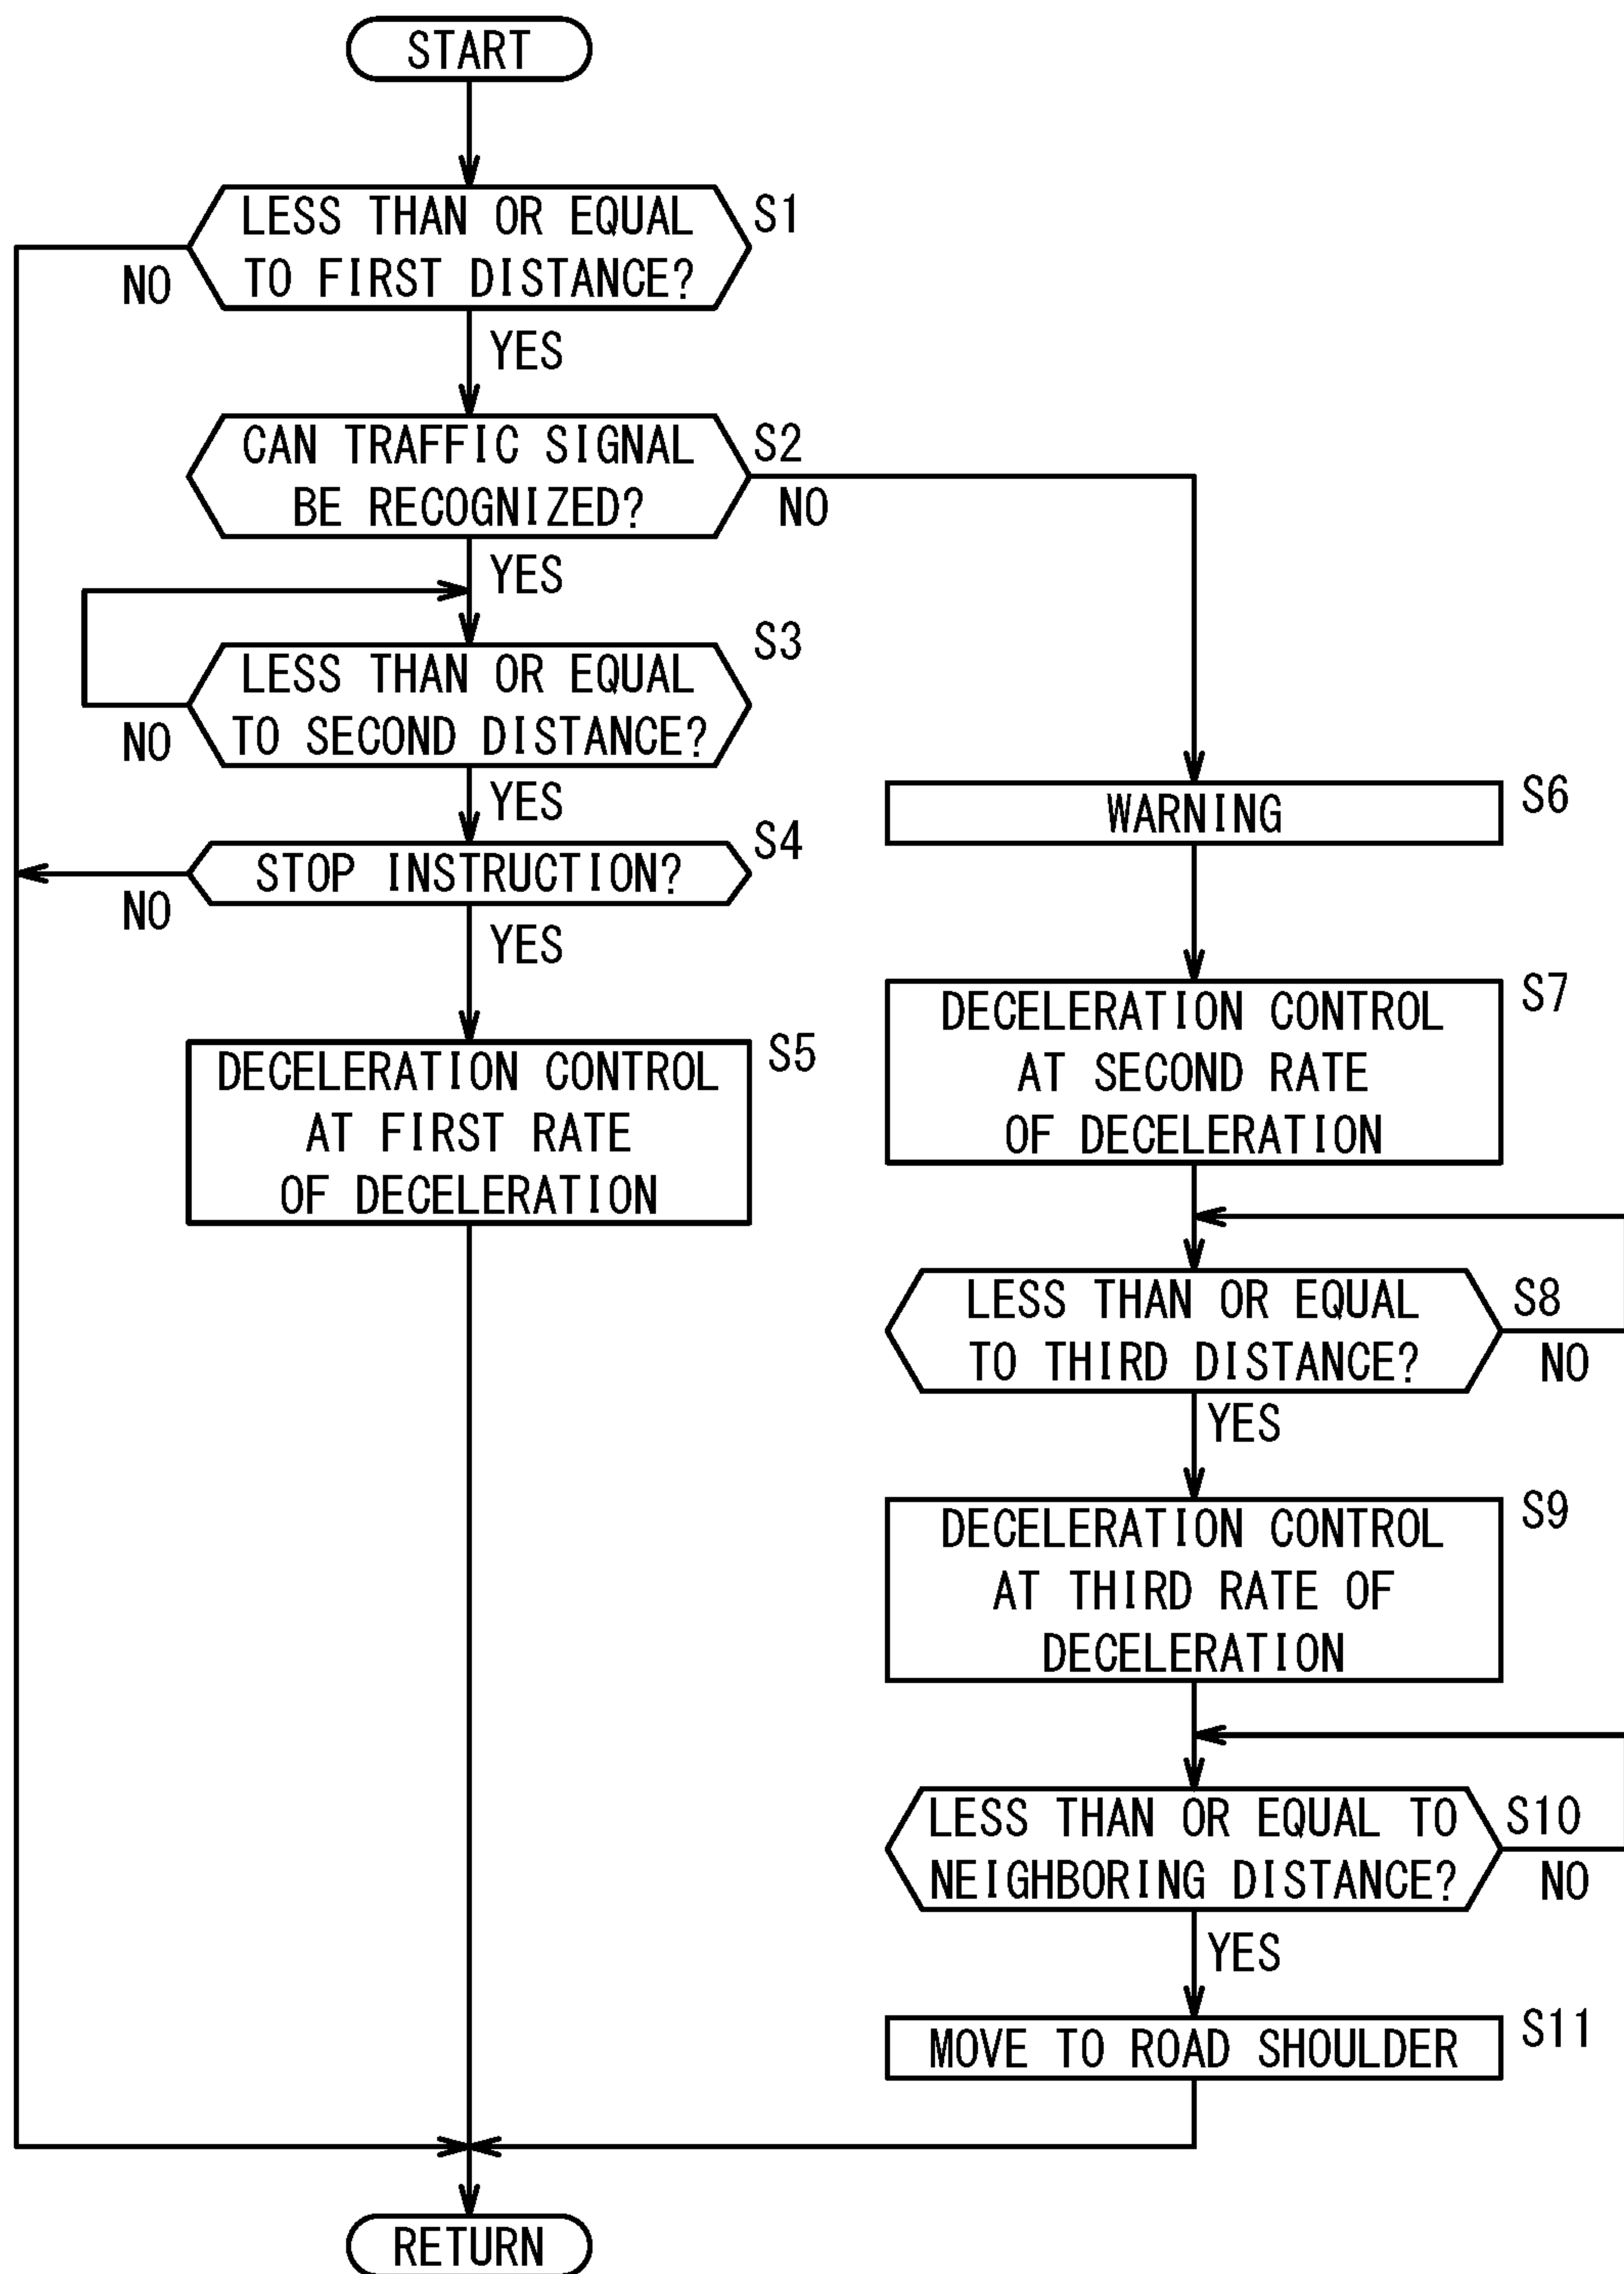 START
LESS THAN OR EQUAL
TO FIRST DISTANCE?
S1
NO
YES
CAN TRAFFIC SIGNAL
BE RECOGNIZED?
S2
NO
YES
LESS THAN OR EQUAL
TO SECOND DISTANCE?
S3
NO
YES
STOP INSTRUCTION?
S4
NO
YES
DECELERATION CONTROL
AT FIRST RATE
OF DECELERATION
S5
WARNING
S6
DECELERATION CONTROL
AT SECOND RATE
OF DECELERATION
S7
LESS THAN OR EQUAL
TO THIRD DISTANCE?
S8
NO
YES
DECELERATION CONTROL
AT THIRD RATE OF
DECELERATION
S9
LESS THAN OR EQUAL TO
NEIGHBORING DISTANCE?
S10
NO
YES
MOVE TO ROAD SHOULDER
S11
RETURN